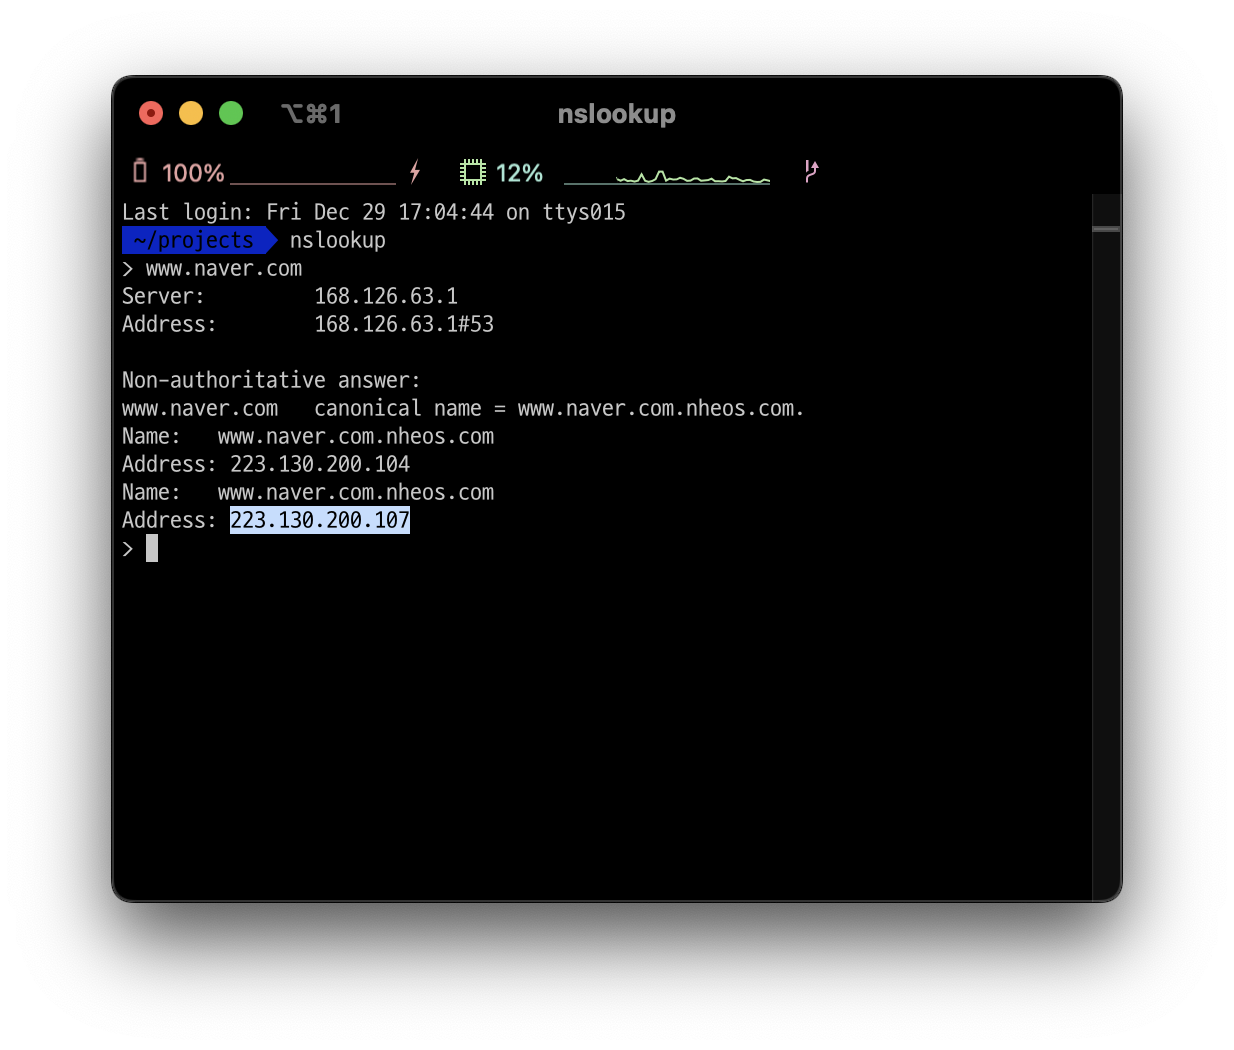 ⌥⌘1 nslookup
100% 12%
Last login: Fri Dec 29 17:04:44 on ttys015
~/projects nslookup
> www.naver.com
Server: 168.126.63.1
Address: 168.126.63.1#53
Non-authoritative answer:
www.naver.com canonical name = www.naver.com.nheos.com.
Name: www.naver.com.nheos.com
Address: 223.130.200.104
Name: www.naver.com.nheos.com
Address: 223.130.200.107
>